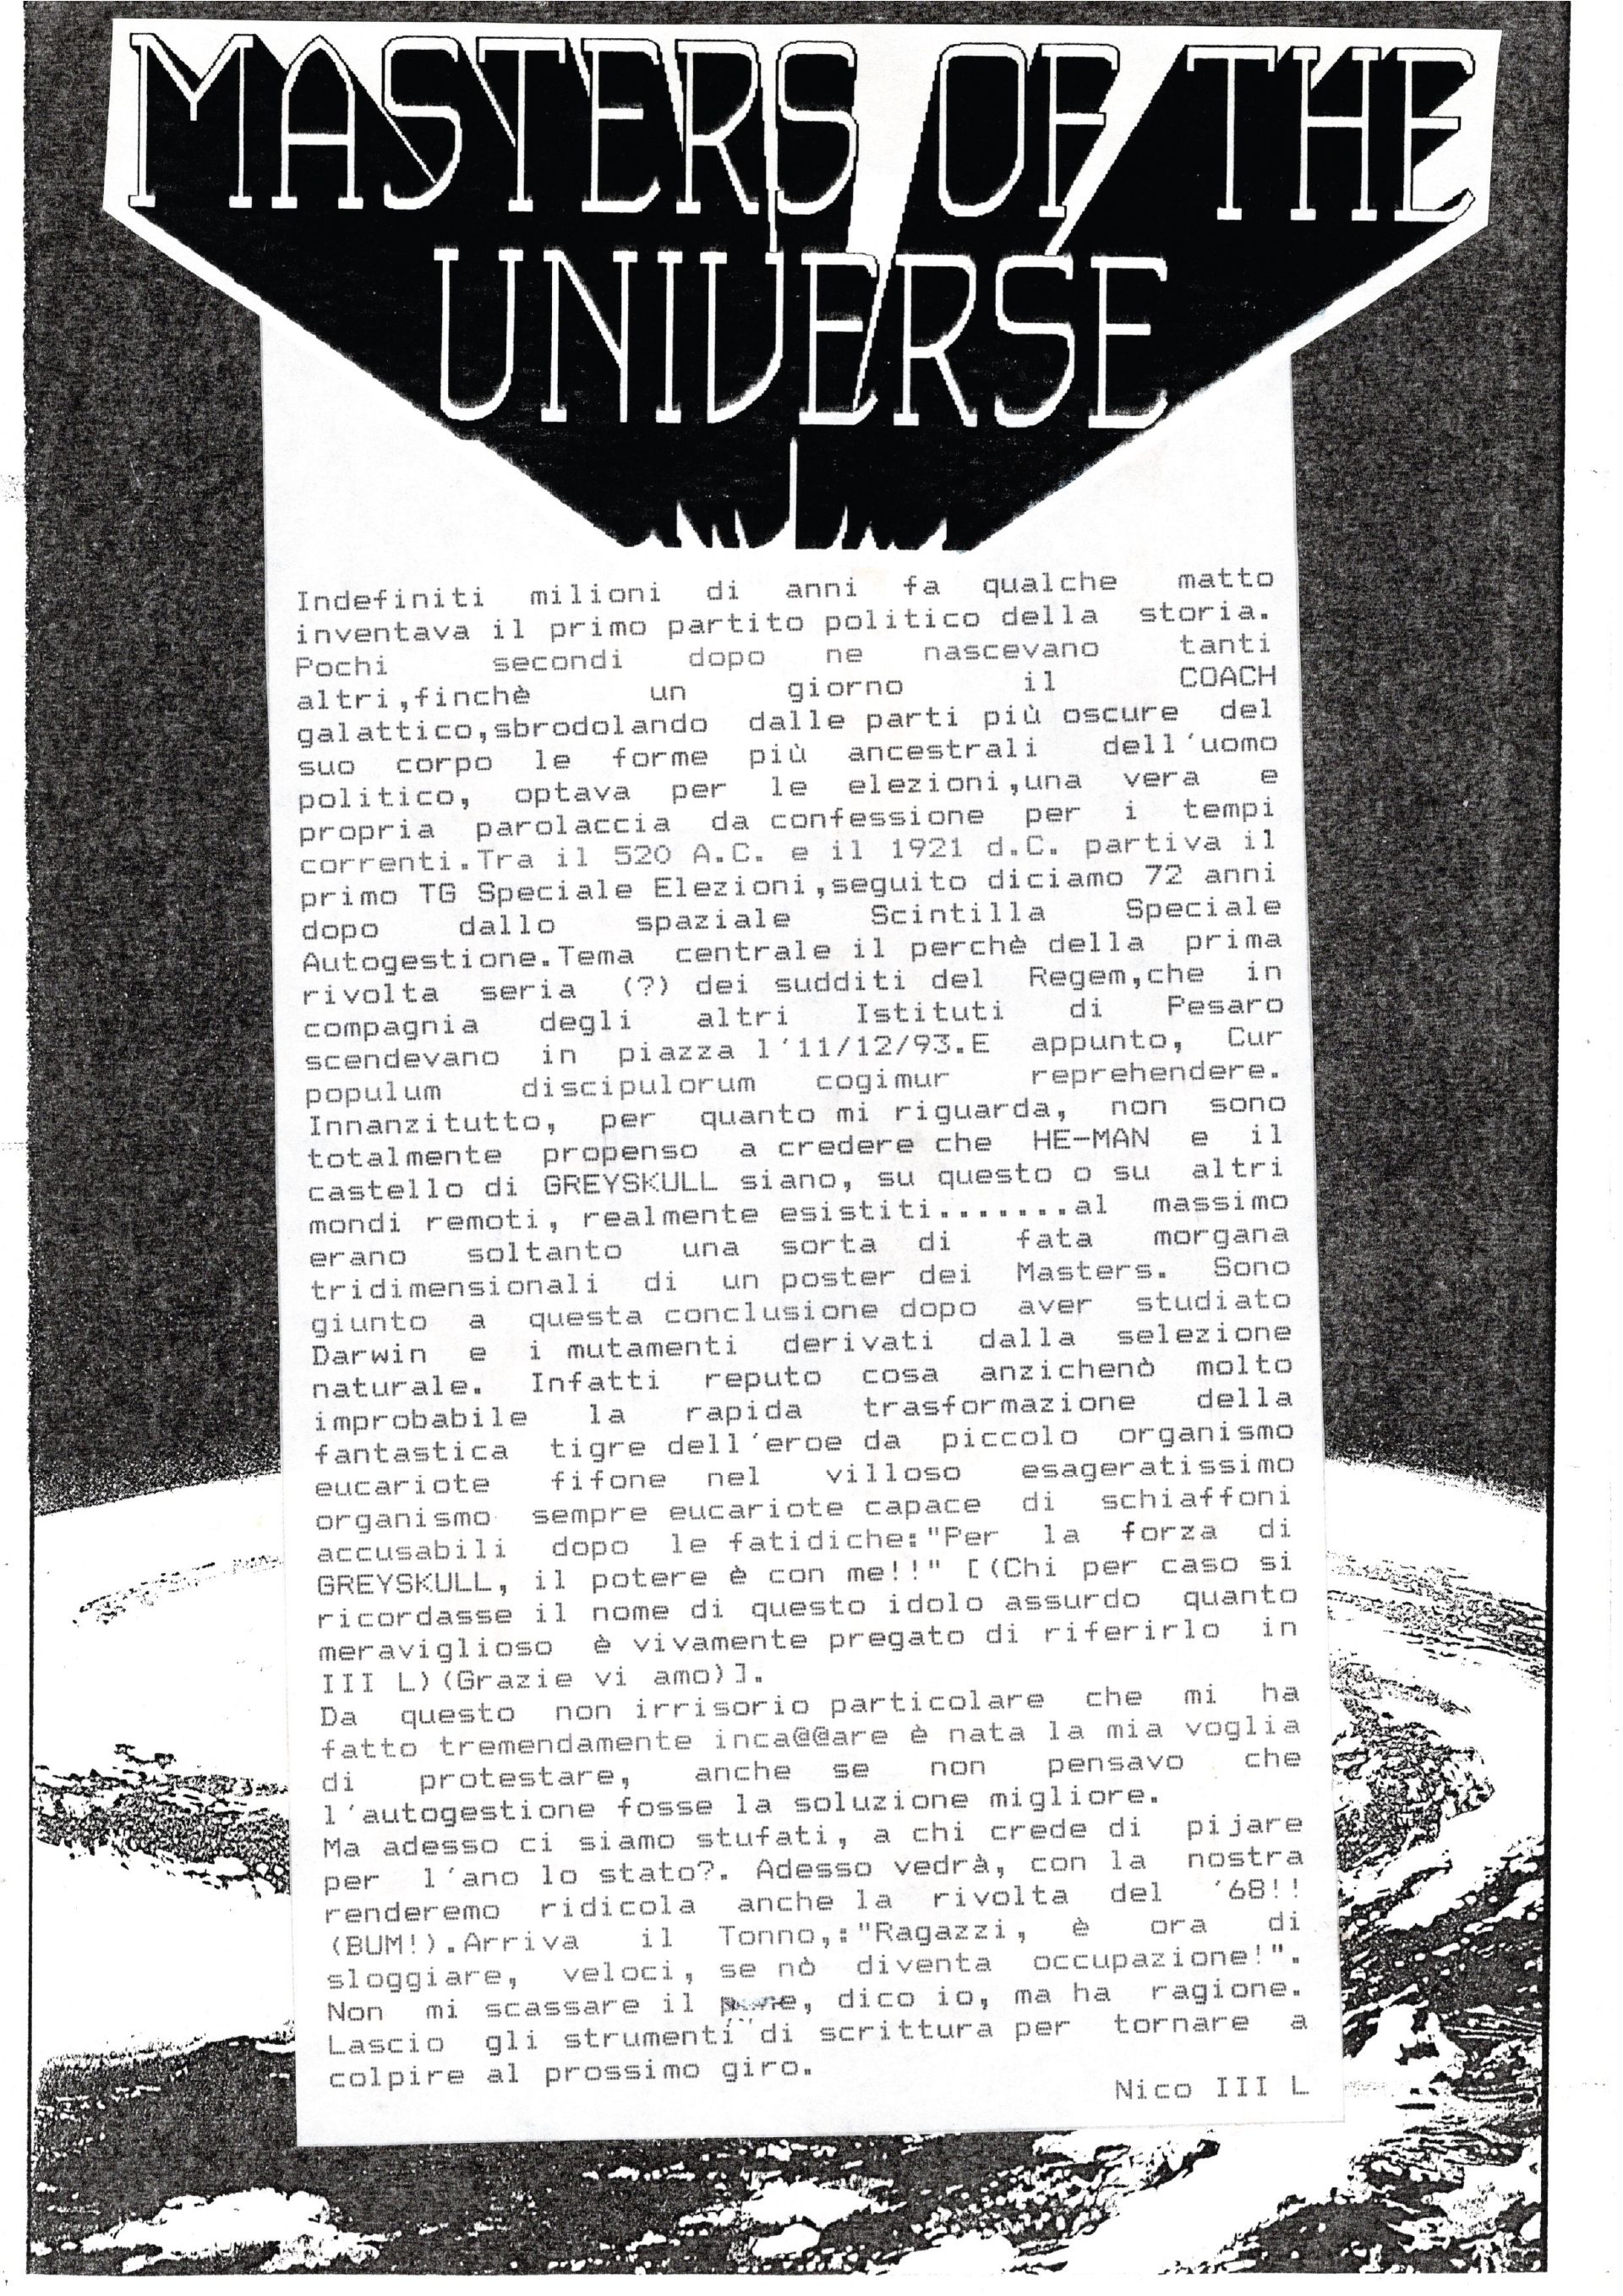 MASTERS OF THE
UNIVERSE
Indefiniti milioni di anni fa qualche matto
inventava il primo partito politico della storia.
Pochi secondi dopo ne nascevano tanti
altri,finchè un giorno il COACH
galattico,sbrodolando dalle parti più oscure del
suo corpo le forme più ancestrali dell'uomo
politico, optava per le elezioni,una vera e
propria parolaccia da confessione per i tempi
correnti.Tra il 520 A.C. e il 1921 d.C. partiva il
primo TG Speciale Elezioni,seguito diciamo 72 anni
dopo dallo spaziale Scintilla Speciale
Autogestione.Tema centrale il perchè della prima
rivolta seria (?) dei sudditi del Regem,che in
compagnia degli altri Istituti di Pesaro
scendevano in piazza l'11/12/93.E appunto, Cur
populum discipulorum cogimur reprehendere.
Innanzitutto, per quanto mi riguarda, non sono
totalmente propenso a credere che HE-MAN e il
castello di GREYSKULL siano, su questo o su altri
mondi remoti, realmente esistiti.......al massimo
erano soltanto una sorta di fata morgana
tridimensionali di un poster dei Masters. Sono
giunto a questa conclusione dopo aver studiato
Darwin e i mutamenti derivati dalla selezione
naturale. Infatti reputo cosa anzichenò molto
improbabile la rapida trasformazione della
fantastica tigre dell'eroe da piccolo organismo
eucariote fifone nel villoso esageratissimo
organismo sempre eucariote capace di schiaffoni
accusabili dopo le fatidiche:"Per la forza di
GREYSKULL, il potere è con me!!" [(Chi per caso si
ricordasse il nome di questo idolo assurdo quanto
meraviglioso è vivamente pregato di riferirlo in
III L)(Grazie vi amo)].
Da questo non irrisorio particolare che mi ha
fatto tremendamente inca@@are è nata la mia voglia
di protestare, anche se non pensavo che
l'autogestione fosse la soluzione migliore.
Ma adesso ci siamo stufati, a chi crede di pijare
per l'ano lo stato?. Adesso vedrà, con la nostra
renderemo ridicola anche la rivolta del '68!!
(BUM!).Arriva il Tonno,:"Ragazzi, è ora di
sloggiare, veloci, se nò diventa occupazione!".
Non mi scassare il dico io, ma ha ragione.
Lascio gli strumenti di scrittura per tornare a
colpire al prossimo giro.
Nico III L